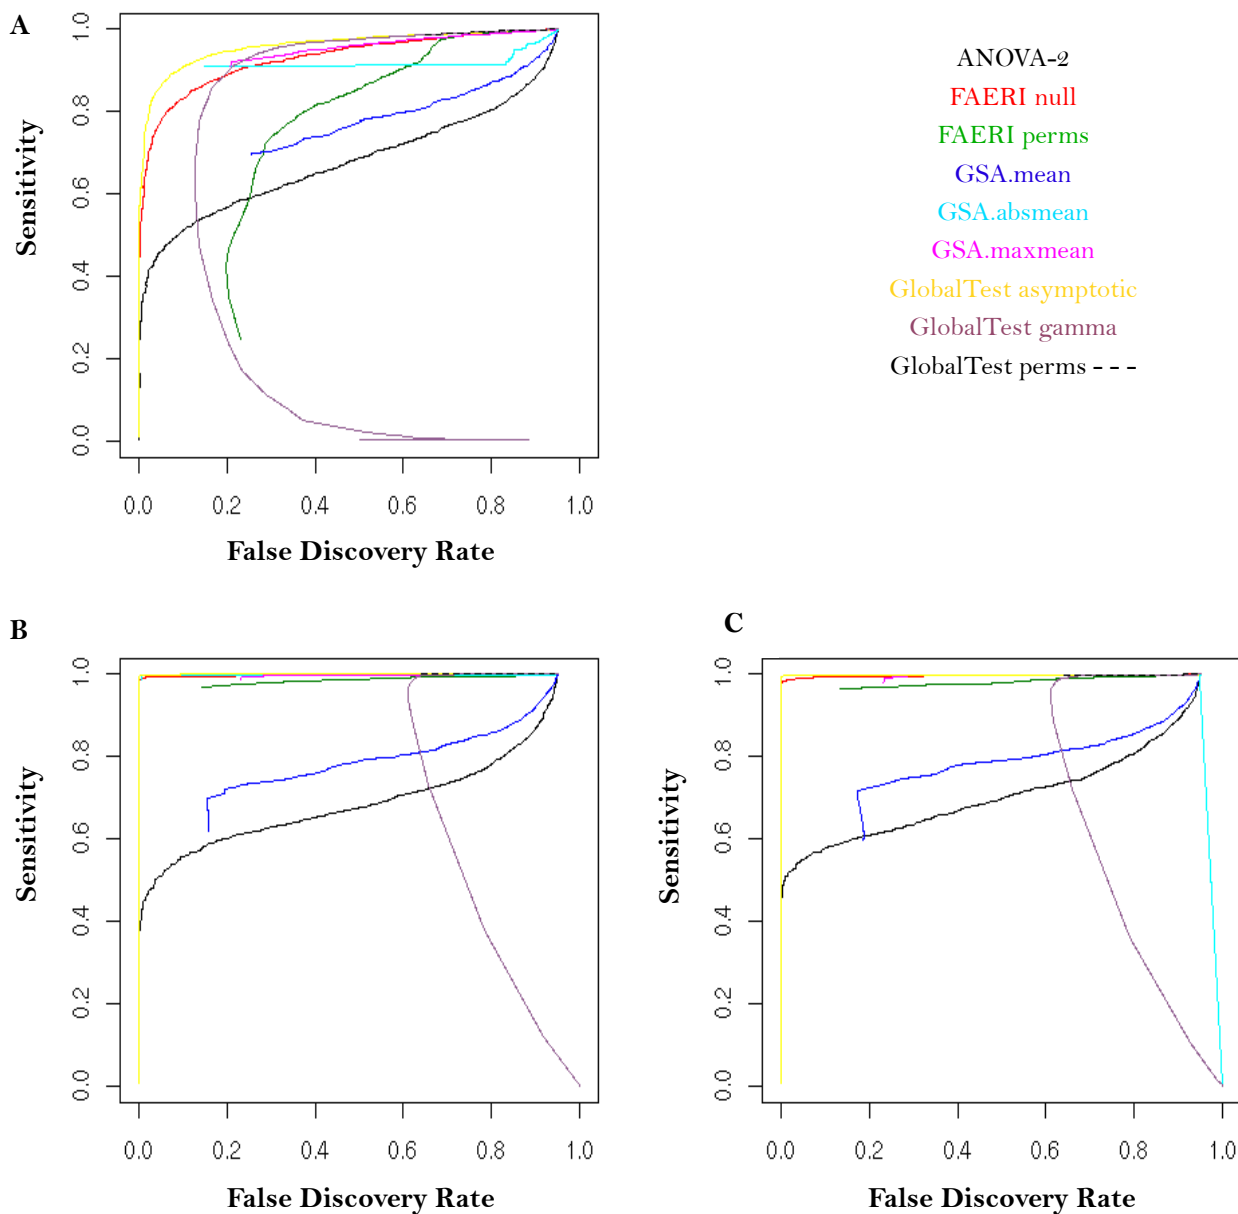 A
Sensitivity
1.0
0.8
0.6
0.4
0.2
0.0
0.0 0.2 0.4 0.6 0.8 1.0
False Discovery Rate
ANOVA-2
FAERI null
FAERI perms
GSA.mean
GSA.absmean
GSA.maxmean
GlobalTest asymptotic
GlobalTest gamma
GlobalTest perms - - -
B
Sensitivity
1.0
0.8
0.6
0.4
0.2
0.0
0.0 0.2 0.4 0.6 0.8 1.0
False Discovery Rate
C
Sensitivity
1.0
0.8
0.6
0.4
0.2
0.0
0.0 0.2 0.4 0.6 0.8 1.0
False Discovery Rate